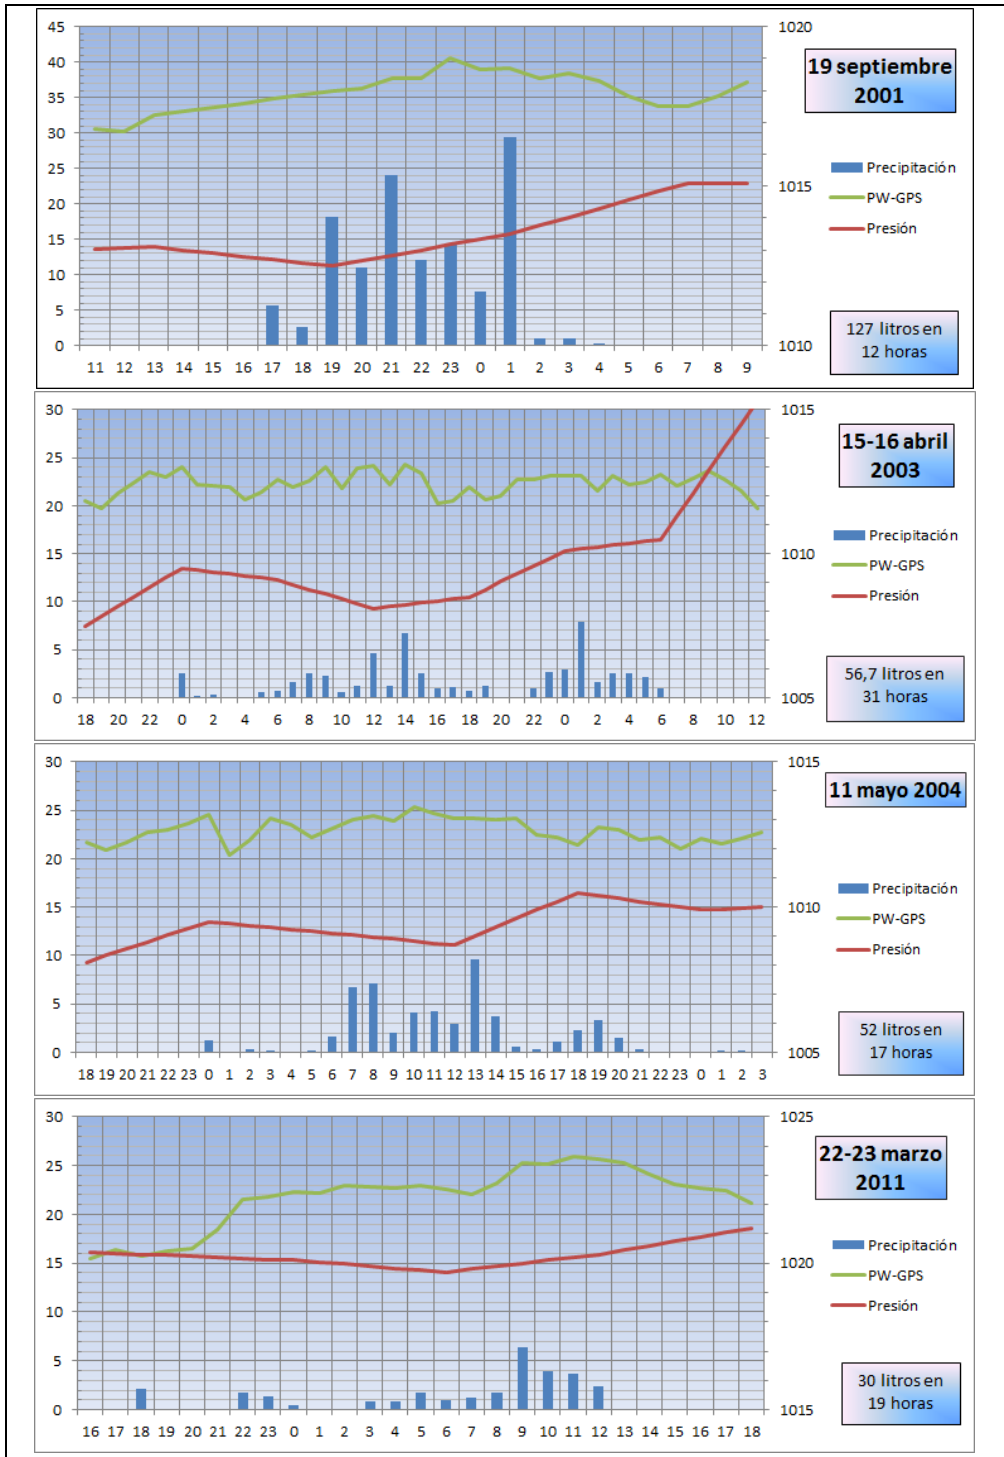 45
40
35
30
25
20
15
10
5
0
1020
1015
1010
11 12 13 14 15 16 17 18 19 20 21 22 23 0 1 2 3 4 5 6 7 8 9
19 septiembre
2001
Precipitación
PW-GPS
Presión
127 litros en
12 horas
30
25
20
15
10
5
0
1015
1010
1005
18 20 22 0 2 4 6 8 10 12 14 16 18 20 22 0 2 4 6 8 10 12
15-16 abril
2003
Precipitación
PW-GPS
Presión
56,7 litros en
31 horas
30
25
20
15
10
5
0
1015
1010
1005
18 19 20 21 22 23 0 1 2 3 4 5 6 7 8 9 10 11 12 13 14 15 16 17 18 19 20 21 22 23 0 1 2 3
11 mayo 2004
Precipitación
PW-GPS
Presión
52 litros en
17 horas
30
25
20
15
10
5
0
1025
1020
1015
16 17 18 19 20 21 22 23 0 1 2 3 4 5 6 7 8 9 10 11 12 13 14 15 16 17 18
22-23 marzo
2011
Precipitación
PW-GPS
Presión
30 litros en
19 horas